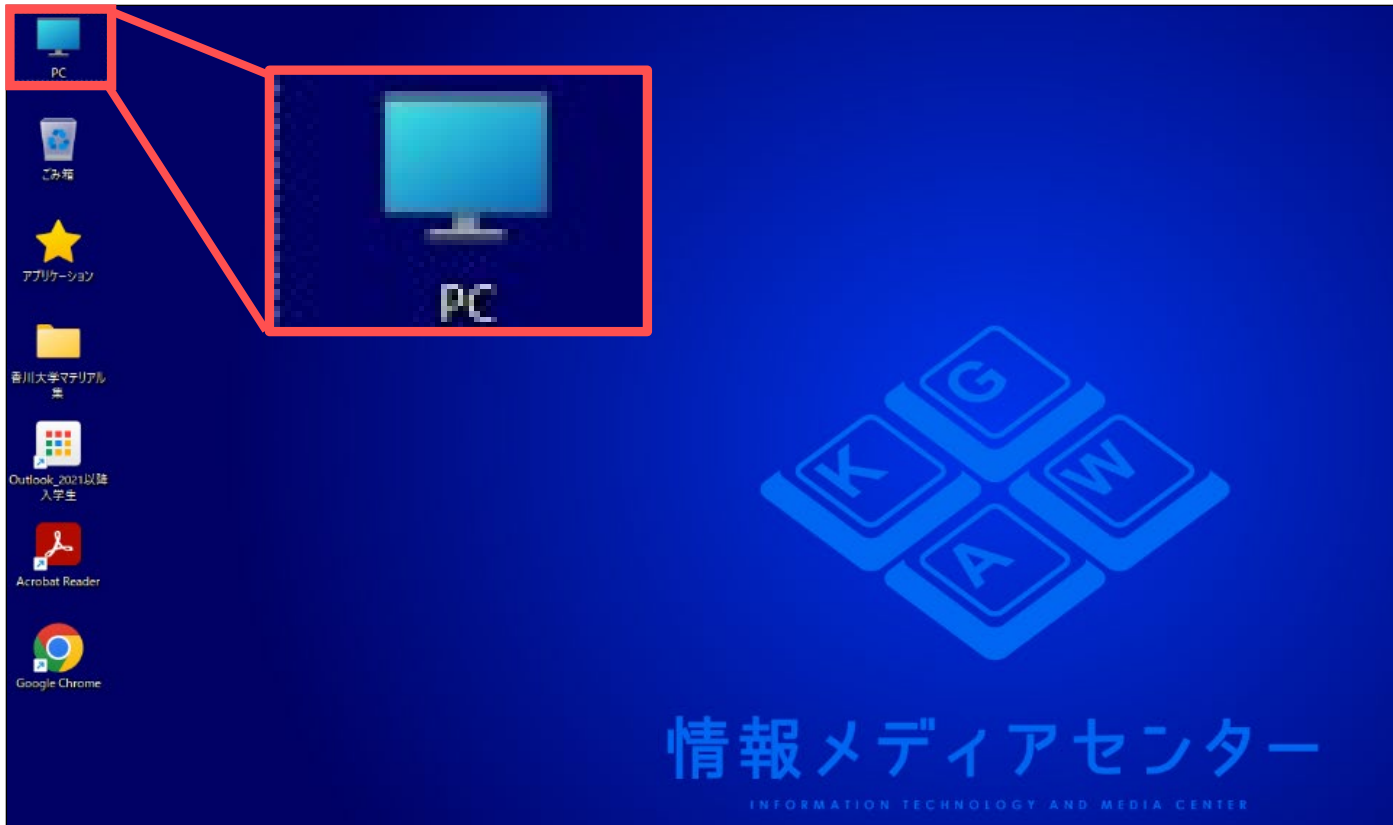 PC
ごみ箱
アプリケーション
香川大学マテリアル
集
Outlook_2021以降
入学生
Acrobat Reader
Google Chrome
PC
G
K
W
A
情報メディアセンター
INFORMATION TECHNOLOGY AND MEDIA CENTER